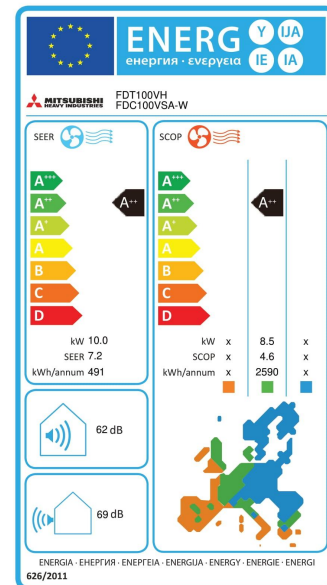 ENERG Y IJA
енергия · ενεργεια IE IA
MITSUBISHI
HEAVY INDUSTRIES
FDT100VH
FDC100VSA-W
SEER
SCOP
A+++
A++
A+
A
B
C
D
A++
kW 10.0
SEER 7.2
kWh/annum 491
A+++
A++
A+
A
B
C
D
A++
kW x 8.5 x
SCOP x 4.6 x
kWh/annum x 2590 x
62 dB
69 dB
ENERGIA · ЕНЕРГИЯ · ΕΝΕΡΓΕΙΑ · ENERGIJA · ENERGY · ENERGIE · ENERGI
626/2011